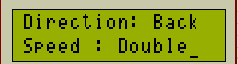 Direction: Back
Speed : Double_